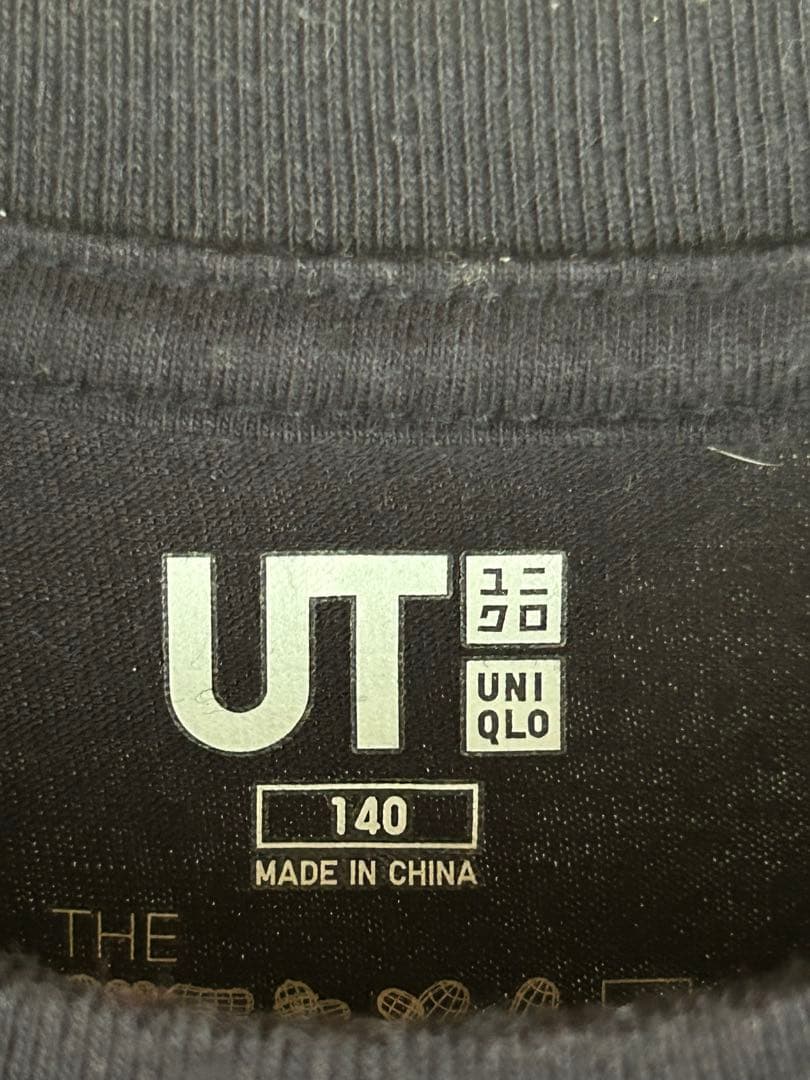 UT
ユニ
クロ
UNI
QLO
140
MADE IN CHINA
THE